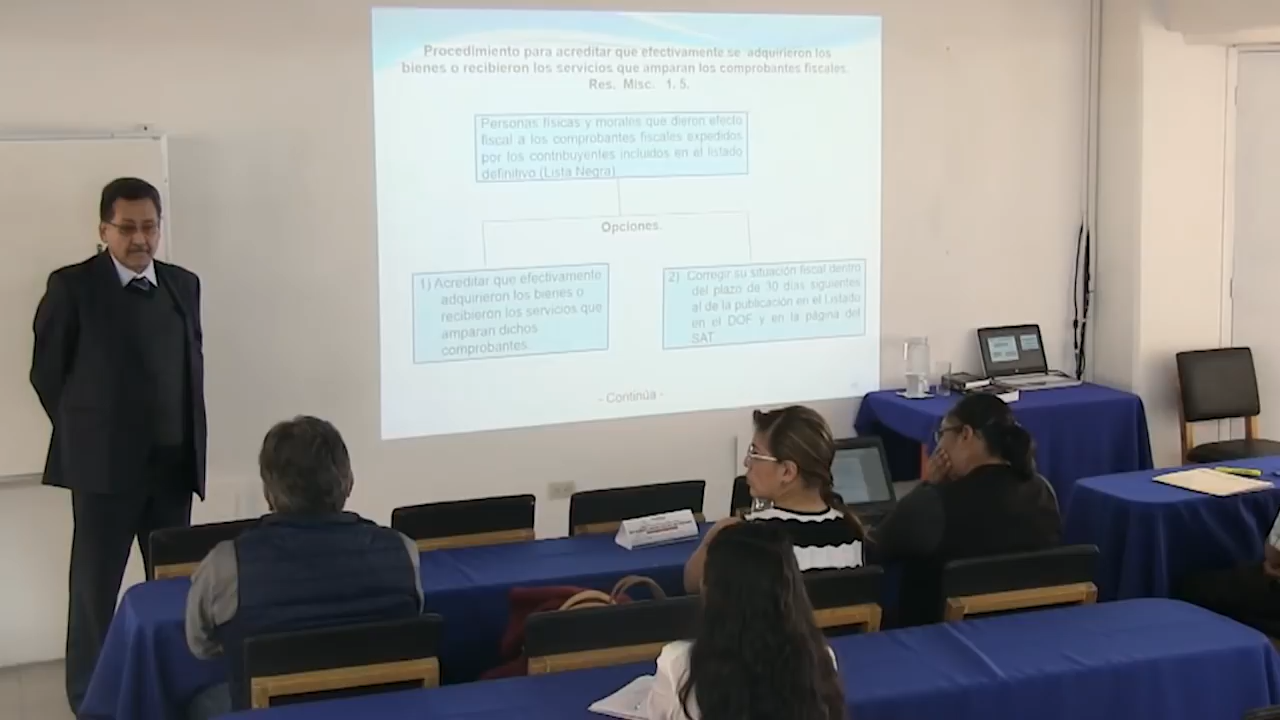 Procedimiento para acreditar que efectivamente se adquirieron los
bienes o recibieron los servicios que amparan los comprobantes fiscales.
Res. Misc. 1. 5.
Personas físicas y morales que dieron efecto
fiscal a los comprobantes fiscales expedidos
por los contribuyentes incluidos en el listado
definitivo (Lista Negra)
Opciones.
1) Acreditar que efectivamente
adquirieron los bienes o
recibieron los servicios que
amparan dichos
comprobantes.
2) Corregir su situación fiscal dentro
del plazo de 30 días siguientes
al de la publicación en el Listado
en el DOF y en la página del
SAT
- Continúa -